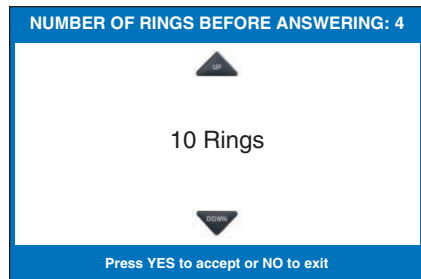 NUMBER OF RINGS BEFORE ANSWERING: 4
UP
10 Rings
DOWN
Press YES to accept or NO to exit